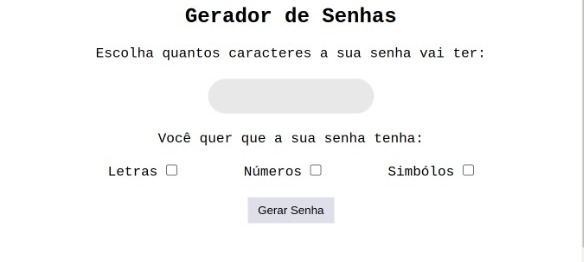 Gerador de Senhas
Escolha quantos caracteres a sua senha vai ter:
Você quer que a sua senha tenha:
Letras Números Simbólos
Gerar Senha